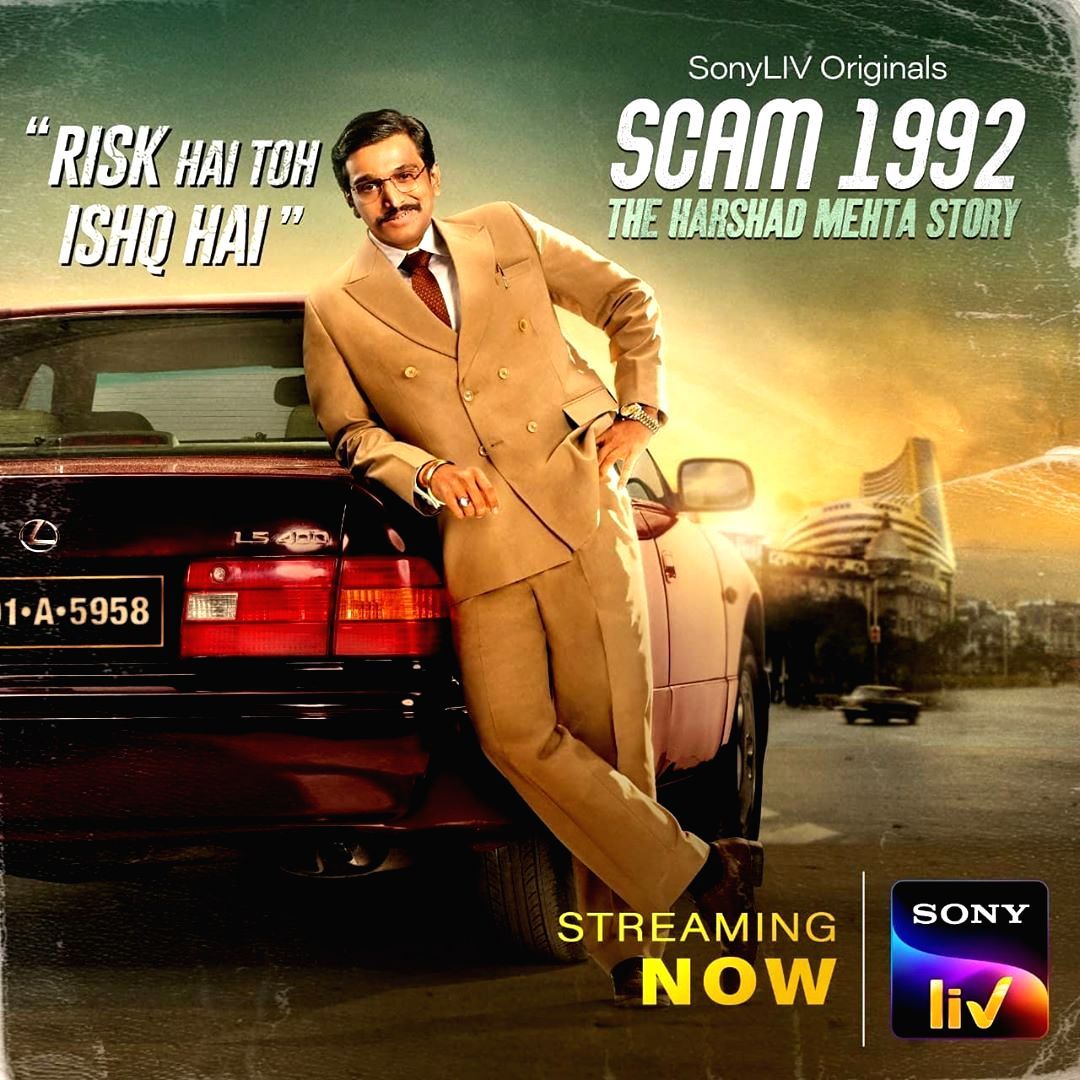 "RISK HAI TOH
ISHQ HAI"
SonyLIV Originals
SCAM 1992
THE HARSHAD MEHTA STORY
LS 400
01•A•5958
STREAMING
NOW
SONY
liv